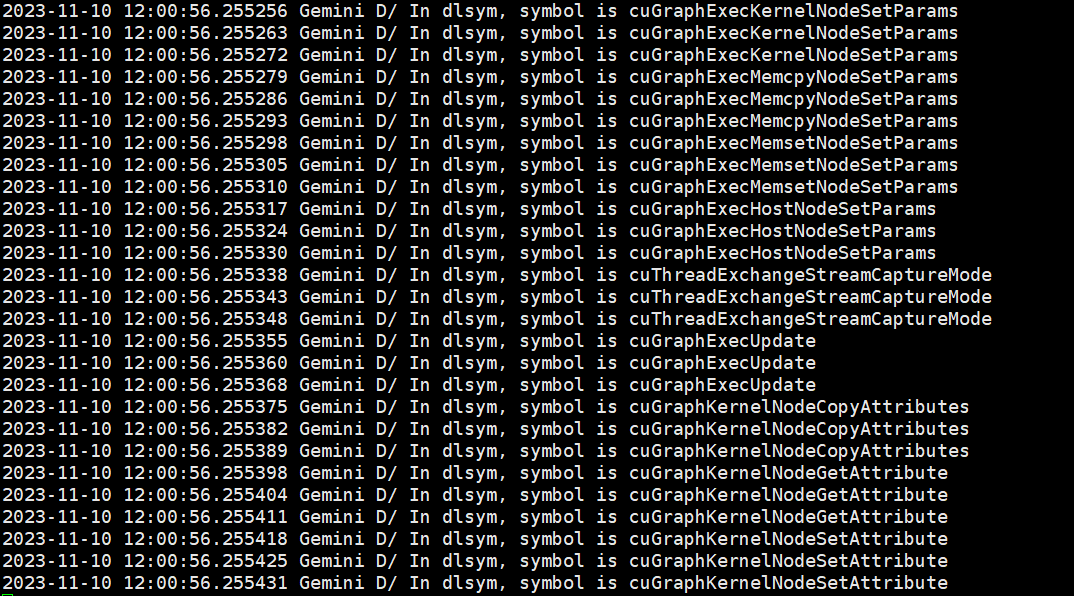 2023-11-10 12:00:56.255256 Gemini D/ In dlsym, symbol is cuGraphExecKernelNodeSetParams
2023-11-10 12:00:56.255263 Gemini D/ In dlsym, symbol is cuGraphExecKernelNodeSetParams
2023-11-10 12:00:56.255272 Gemini D/ In dlsym, symbol is cuGraphExecKernelNodeSetParams
2023-11-10 12:00:56.255279 Gemini D/ In dlsym, symbol is cuGraphExecMemcpyNodeSetParams
2023-11-10 12:00:56.255286 Gemini D/ In dlsym, symbol is cuGraphExecMemcpyNodeSetParams
2023-11-10 12:00:56.255293 Gemini D/ In dlsym, symbol is cuGraphExecMemcpyNodeSetParams
2023-11-10 12:00:56.255298 Gemini D/ In dlsym, symbol is cuGraphExecMemsetNodeSetParams
2023-11-10 12:00:56.255305 Gemini D/ In dlsym, symbol is cuGraphExecMemsetNodeSetParams
2023-11-10 12:00:56.255310 Gemini D/ In dlsym, symbol is cuGraphExecMemsetNodeSetParams
2023-11-10 12:00:56.255317 Gemini D/ In dlsym, symbol is cuGraphExecHostNodeSetParams
2023-11-10 12:00:56.255324 Gemini D/ In dlsym, symbol is cuGraphExecHostNodeSetParams
2023-11-10 12:00:56.255330 Gemini D/ In dlsym, symbol is cuGraphExecHostNodeSetParams
2023-11-10 12:00:56.255338 Gemini D/ In dlsym, symbol is cuThreadExchangeStreamCaptureMode
2023-11-10 12:00:56.255343 Gemini D/ In dlsym, symbol is cuThreadExchangeStreamCaptureMode
2023-11-10 12:00:56.255348 Gemini D/ In dlsym, symbol is cuThreadExchangeStreamCaptureMode
2023-11-10 12:00:56.255355 Gemini D/ In dlsym, symbol is cuGraphExecUpdate
2023-11-10 12:00:56.255360 Gemini D/ In dlsym, symbol is cuGraphExecUpdate
2023-11-10 12:00:56.255368 Gemini D/ In dlsym, symbol is cuGraphExecUpdate
2023-11-10 12:00:56.255375 Gemini D/ In dlsym, symbol is cuGraphKernelNodeCopyAttributes
2023-11-10 12:00:56.255382 Gemini D/ In dlsym, symbol is cuGraphKernelNodeCopyAttributes
2023-11-10 12:00:56.255389 Gemini D/ In dlsym, symbol is cuGraphKernelNodeCopyAttributes
2023-11-10 12:00:56.255398 Gemini D/ In dlsym, symbol is cuGraphKernelNodeGetAttribute
2023-11-10 12:00:56.255404 Gemini D/ In dlsym, symbol is cuGraphKernelNodeGetAttribute
2023-11-10 12:00:56.255411 Gemini D/ In dlsym, symbol is cuGraphKernelNodeGetAttribute
2023-11-10 12:00:56.255418 Gemini D/ In dlsym, symbol is cuGraphKernelNodeSetAttribute
2023-11-10 12:00:56.255425 Gemini D/ In dlsym, symbol is cuGraphKernelNodeSetAttribute
2023-11-10 12:00:56.255431 Gemini D/ In dlsym, symbol is cuGraphKernelNodeSetAttribute